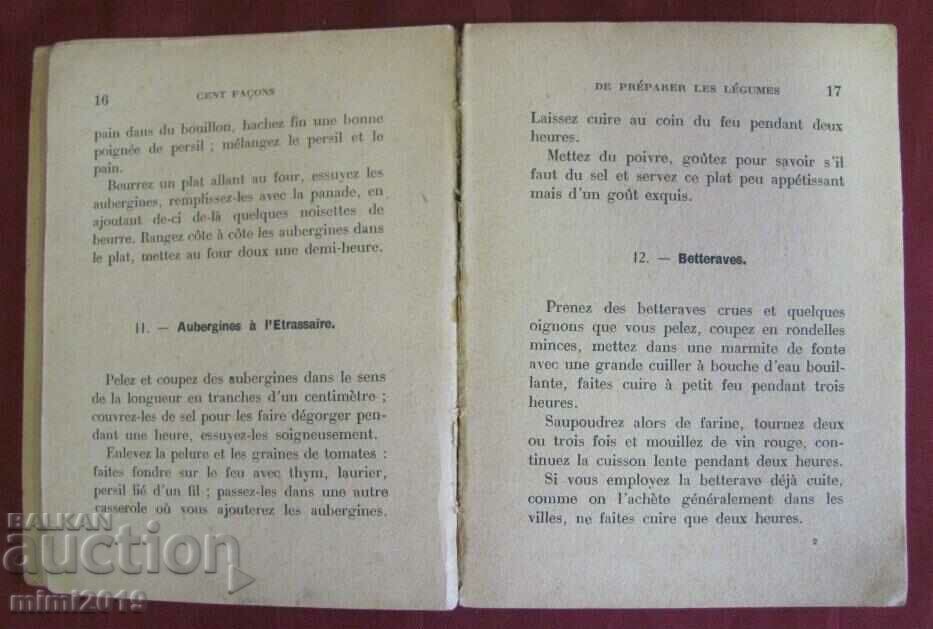 16 CENT FAÇONS
pain dans du bouillon, hachez fin une bonne
poignée de persil ; mélangez le persil et le
pain.
Beurrez un plat allant au four, essuyez les
aubergines, remplissez-les avec la panade, en
ajoutant de-ci de-là quelques noisettes de
beurre. Rangez côte à côte les aubergines dans
le plat, mettez au four doux une demi-heure.
11. — Aubergines à l'Etrassaire.
Pelez et coupez des aubergines dans le sens
de la longueur en tranches d'un centimètre ;
couvrez-les de sel pour les faire dégorger pen-
dant une heure, essuyez-les soigneusement.
Enlevez la pelure et les graines de tomates :
faites fondre sur le feu avec thym, laurier,
persil lié d'un fil ; passez-les dans une autre
casserole où vous ajouterez les aubergines.
DE PRÉPARER LES LÉGUMES 17
Laissez cuire au coin du feu pendant deux
heures.
Mettez du poivre, goûtez pour savoir s'il
faut du sel et servez ce plat peu appétissant
mais d'un goût exquis.
12. — Betteraves.
Prenez des betteraves crues et quelques
oignons que vous pelez, coupez en rondelles
minces, mettez dans une marmite de fonte
avec une grande cuiller à bouche d'eau bouil-
lante, faites cuire à petit feu pendant trois
heures.
Saupoudrez alors de farine, tournez deux
ou trois fois et mouillez de vin rouge, con-
tinuez la cuisson lente pendant deux heures.
Si vous employez la betterave déjà cuite,
comme on l'achète généralement dans les
villes, ne faites cuire que deux heures.
2
BALKAN
auction
mimi2019